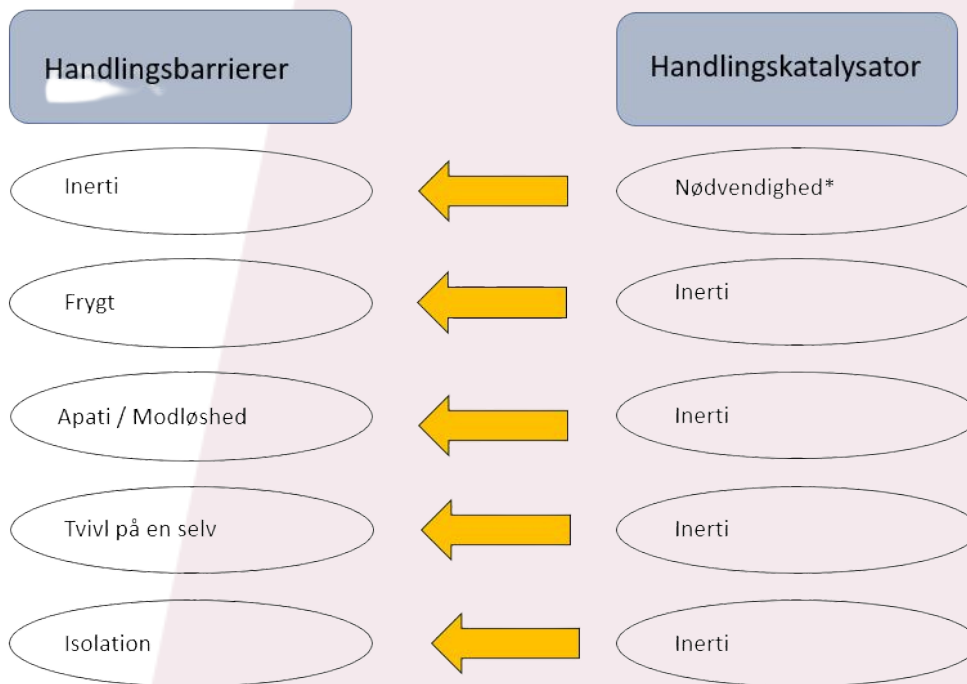 Handlingsbarrierer
Handlingskatalysator
Inerti
Nødvendighed*
Frygt
Inerti
Apati / Modløshed
Inerti
Tvivl på en selv
Inerti
Isolation
Inerti